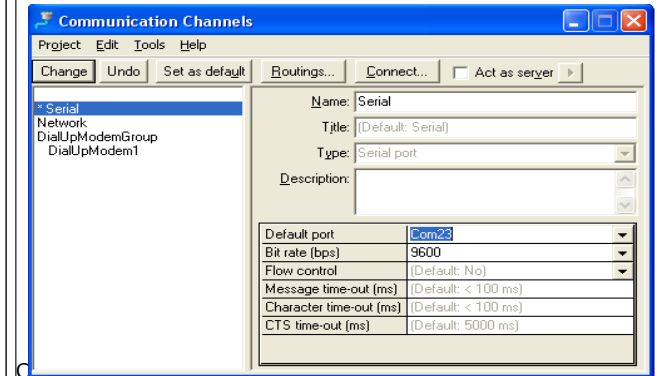 Communication Channels
Project Edit Tools Help
Change Undo Set as default Routings... Connect... Act as server
* Serial
Network
DialUpModemGroup
DialUpModem1
Name: Serial
Title: (Default: Serial)
Type: Serial port
Description:
Default port Com23
Bit rate (bps) 9600
Flow control (Default: No)
Message time-out (ms) (Default: < 100 ms)
Character time-out (ms) (Default: < 100 ms)
CTS time-out (ms) (Default: 5000 ms)